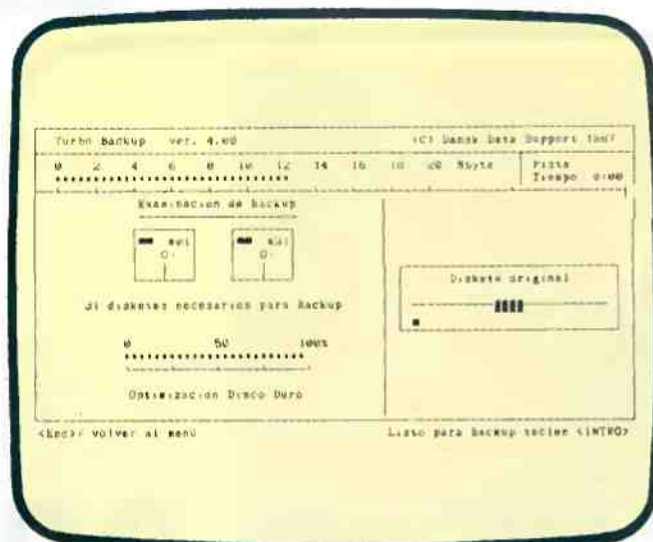 Turbo Backup ver. 4.00 (C) Dansk Data Support 1987
0 2 4 6 8 10 12 14 16 18 20 Mbyte Pista
Tiempo 0:00
Examinacion de backup
diskettes necesarios para Backup
Diskete original
0 50 100%
Optimizacion Disco Duro
<Esc>: volver al menú Listo para backup teclee <INTRO>